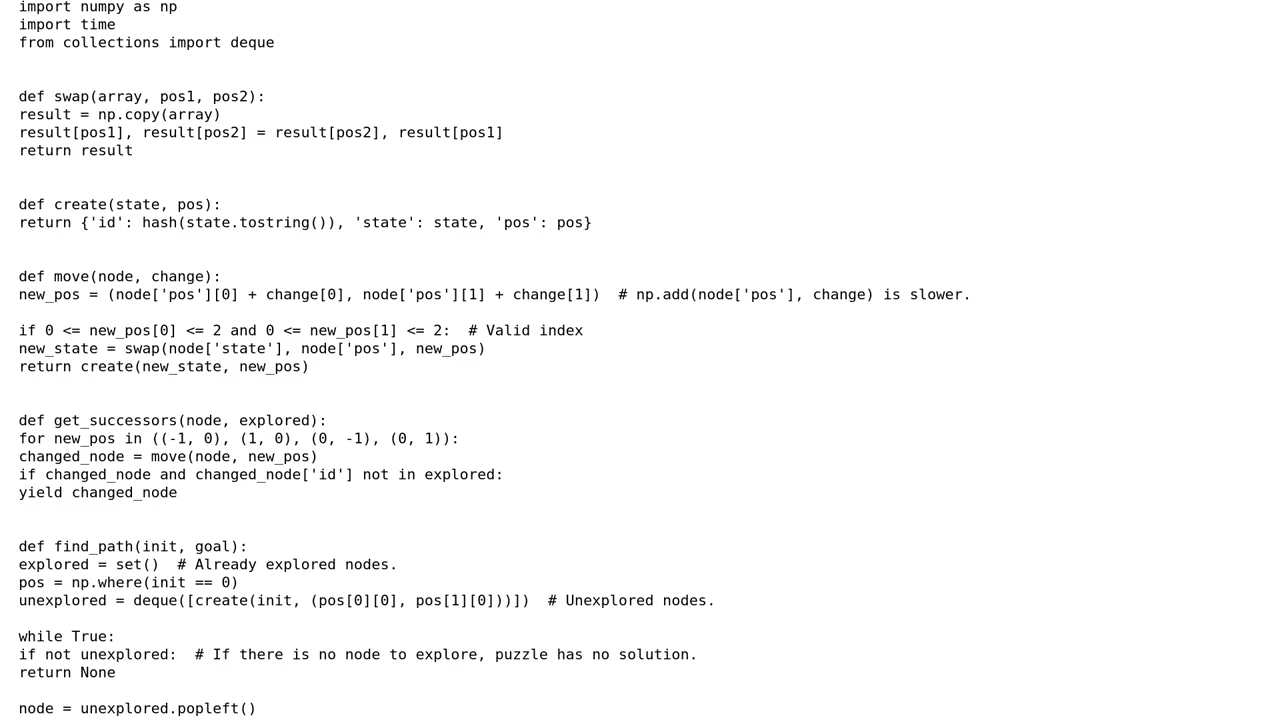 import numpy as np
import time
from collections import deque
def swap(array, pos1, pos2):
result = np.copy(array)
result[pos1], result[pos2] = result[pos2], result[pos1]
return result
def create(state, pos):
return {'id': hash(state.tostring()), 'state': state, 'pos': pos}
def move(node, change):
new_pos = (node['pos'][0] + change[0], node['pos'][1] + change[1])  # np.add(node['pos'], change) is slower.
if 0 <= new_pos[0] <= 2 and 0 <= new_pos[1] <= 2:  # Valid index
new_state = swap(node['state'], node['pos'], new_pos)
return create(new_state, new_pos)
def get_successors(node, explored):
for new_pos in ((-1, 0), (1, 0), (0, -1), (0, 1)):
changed_node = move(node, new_pos)
if changed_node and changed_node['id'] not in explored:
yield changed_node
def find_path(init, goal):
explored = set()  # Already explored nodes.
pos = np.where(init == 0)
unexplored = deque([create(init, (pos[0][0], pos[1][0]))])  # Unexplored nodes.
while True:
if not unexplored:  # If there is no node to explore, puzzle has no solution.
return None
node = unexplored.popleft()